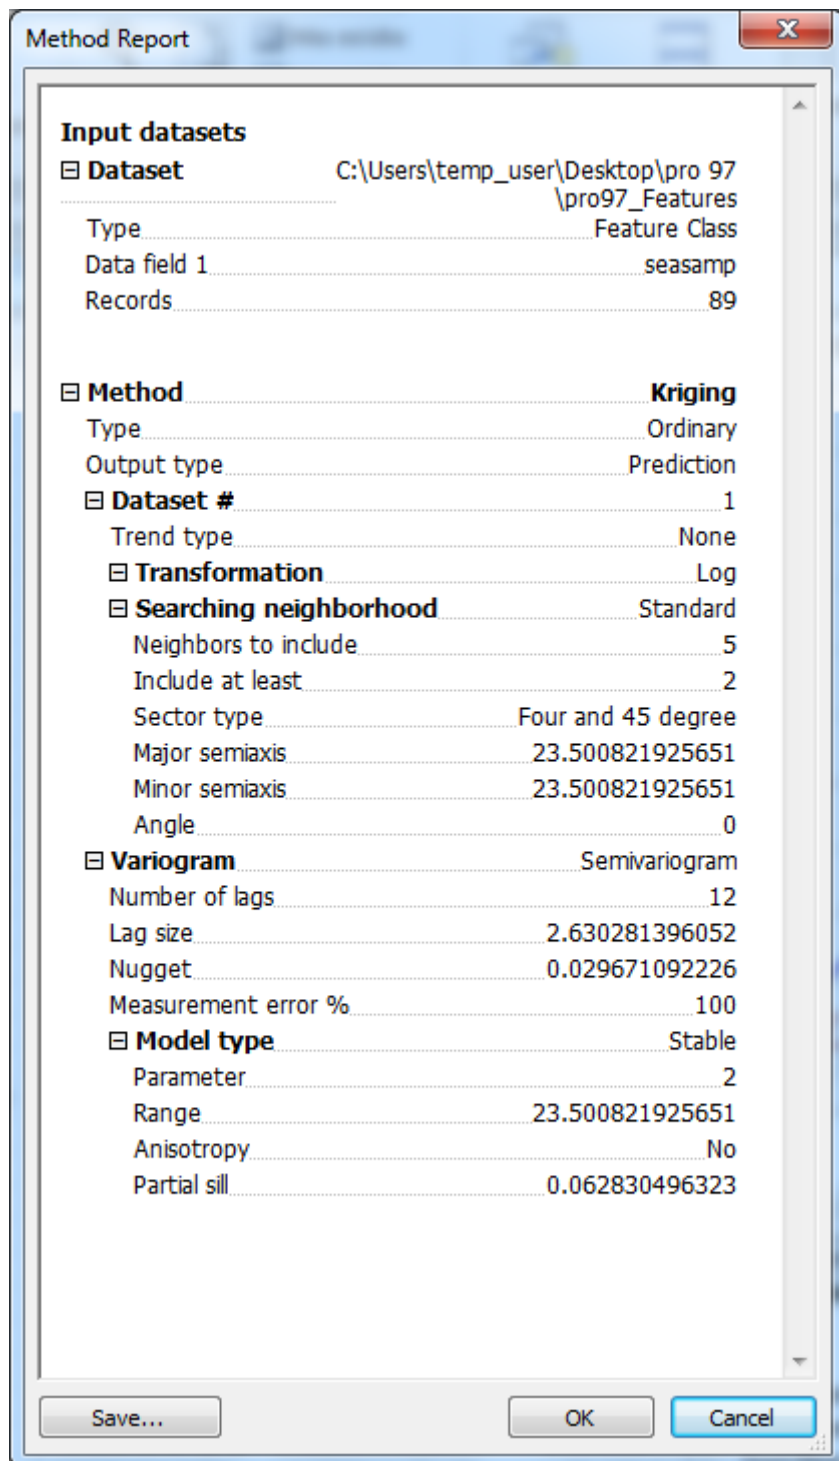 Method Report
Input datasets
Dataset C:\Users\temp_user\Desktop\pro 97
\pro97_Features
Type Feature Class
Data field 1 seasamp
Records 89
Method Kriging
Type Ordinary
Output type Prediction
Dataset # 1
Trend type None
Transformation Log
Searching neighborhood Standard
Neighbors to include 5
Include at least 2
Sector type Four and 45 degree
Major semiaxis 23.500821925651
Minor semiaxis 23.500821925651
Angle 0
Variogram Semivariogram
Number of lags 12
Lag size 2.630281396052
Nugget 0.029671092226
Measurement error % 100
Model type Stable
Parameter 2
Range 23.500821925651
Anisotropy No
Partial sill 0.062830496323
Save... OK Cancel